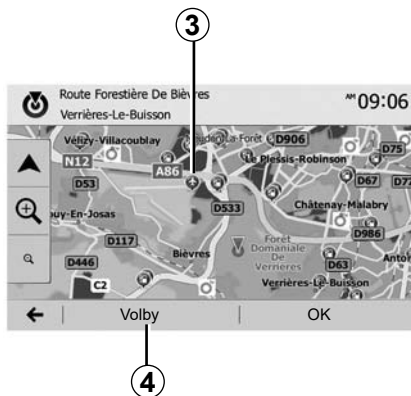 3
Route Forestière De Bièvres
Verrières-Le-Buisson
AM 09:06
Vélizy-Villacoublay
D906
D75
N12
A86
Le Plessis-Robinson
D53
D67
D77
Châtenay-Malabry
D533
D117
Forêt
Domaniale
De
Verrieres
D986
Bièvres
D446
D63
C2
Verrières-Le-Buisson
Volby
OK
4